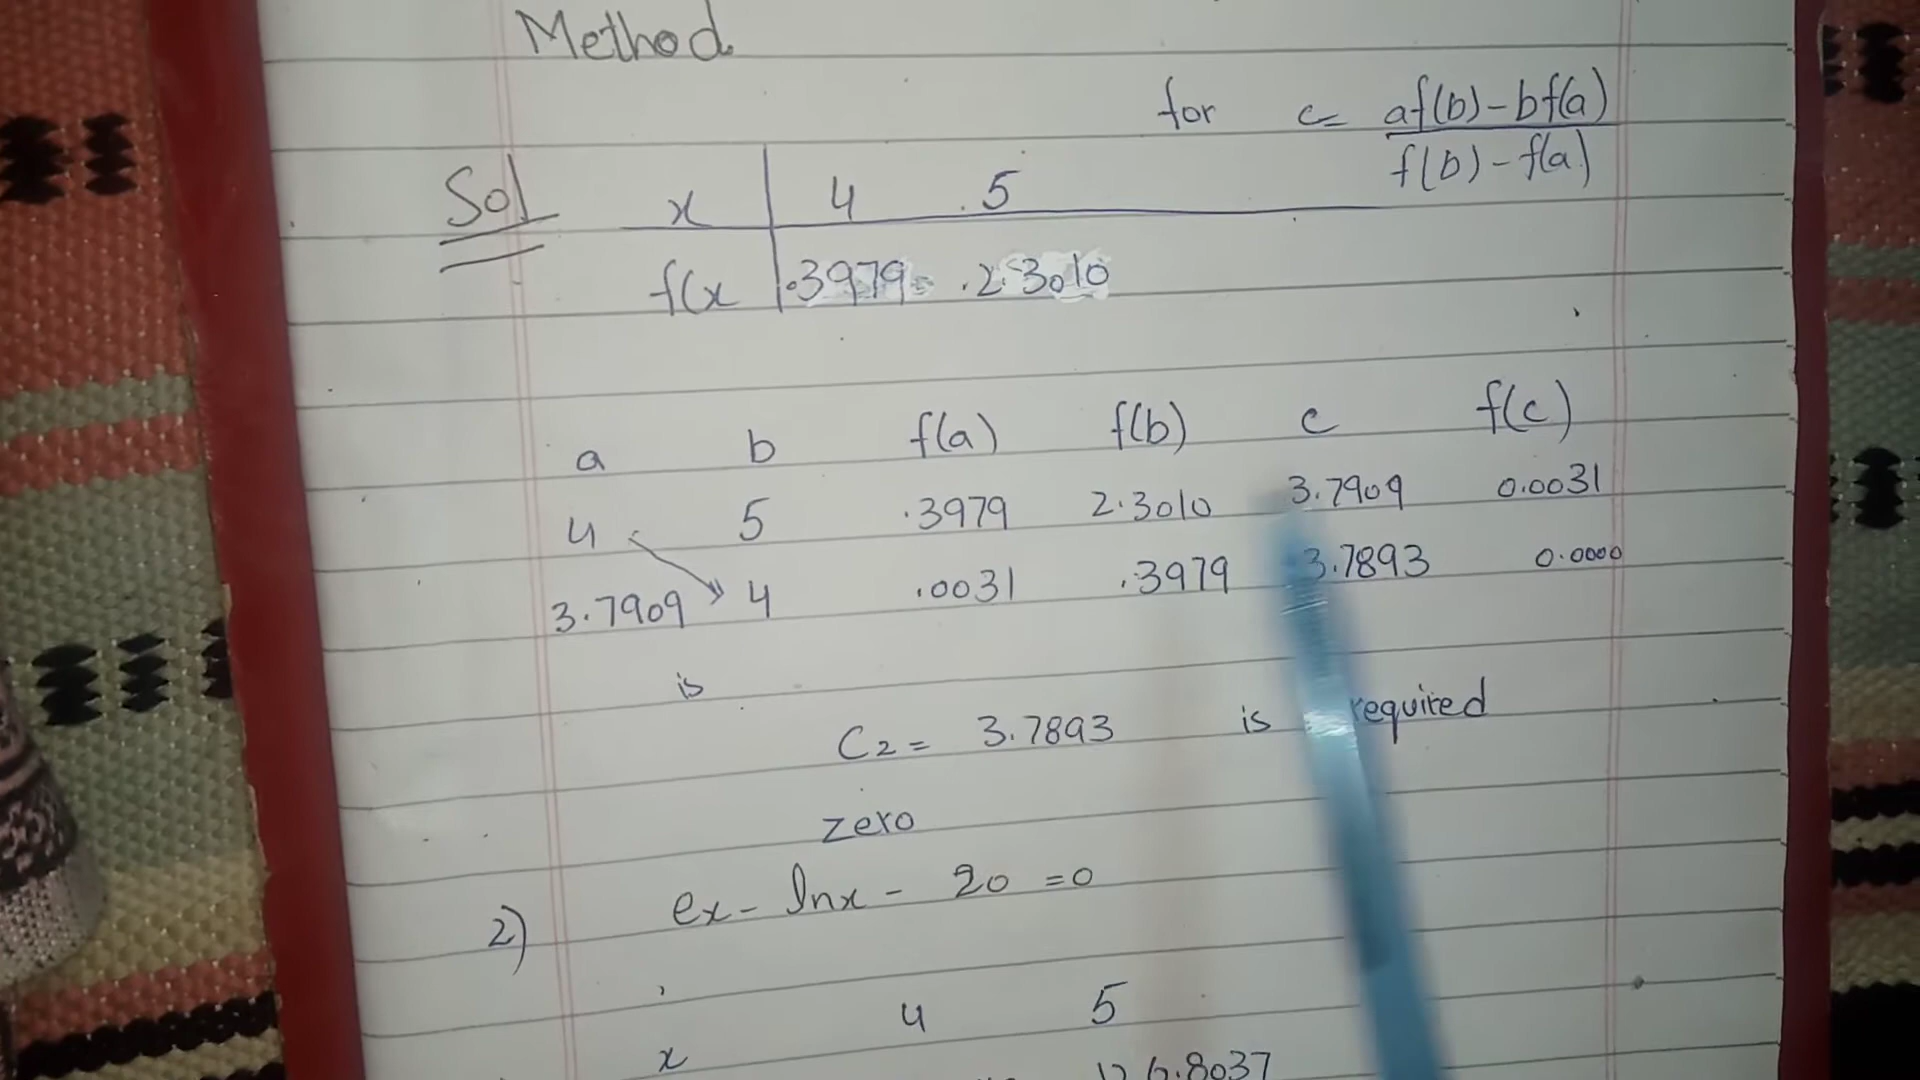 Method
for c= af(b)-bf(a)
f(b)-f(a)
Sol x 4 .5
f(x .3979 .2.3010
a b f(a) f(b) c f(c)
4 5 .3979 2.3010 3.7909 0.0031
3.7909 4 .0031 .3979 3.7893 0.0000
is
C2= 3.7893 is required
zero
2) ex- lnx- 20 =0
4 5
x